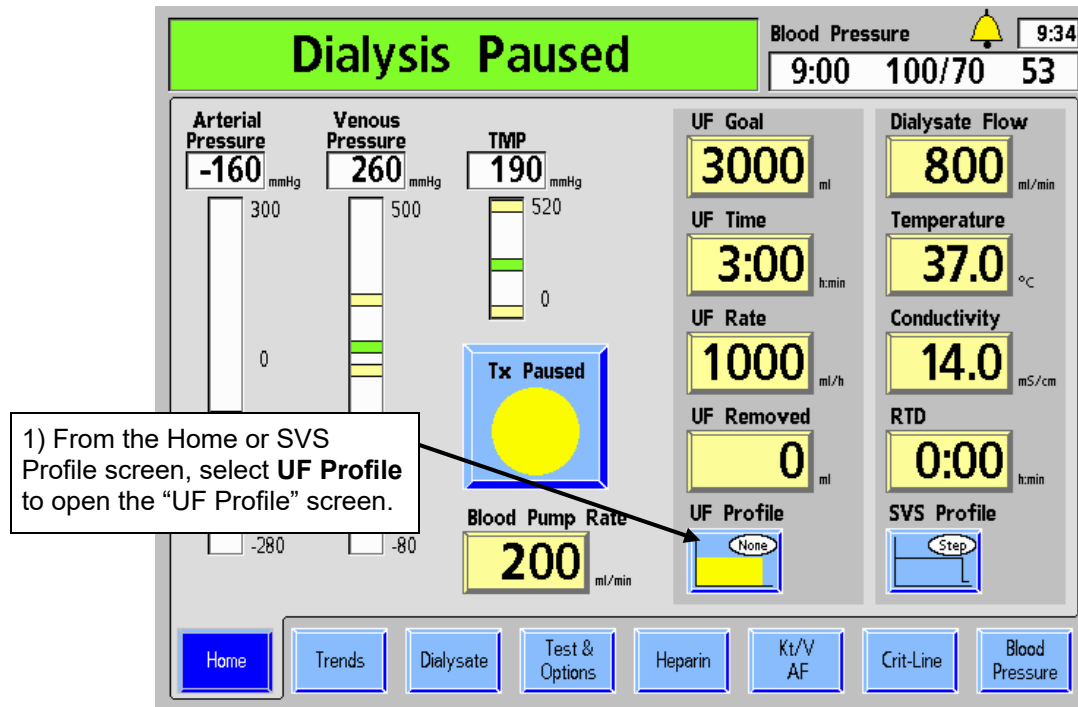 Dialysis Paused
Blood Pressure
9:34
9:00 100/70 53
Arterial
Pressure
-160 mmHg
300
0
-280
Venous
Pressure
260 mmHg
500
-80
TMP
190 mmHg
520
0
Tx Paused
Blood Pump Rate
200 ml/min
UF Goal
3000 ml
UF Time
3:00 h:min
UF Rate
1000 ml/h
UF Removed
0 ml
UF Profile
None
Dialysate Flow
800 ml/min
Temperature
37.0 °C
Conductivity
14.0 mS/cm
RTD
0:00 h:min
SVS Profile
Step
1) From the Home or SVS
Profile screen, select UF Profile
to open the “UF Profile” screen.
Home
Trends
Dialysate
Test &
Options
Heparin
Kt/V
AF
Crit-Line
Blood
Pressure